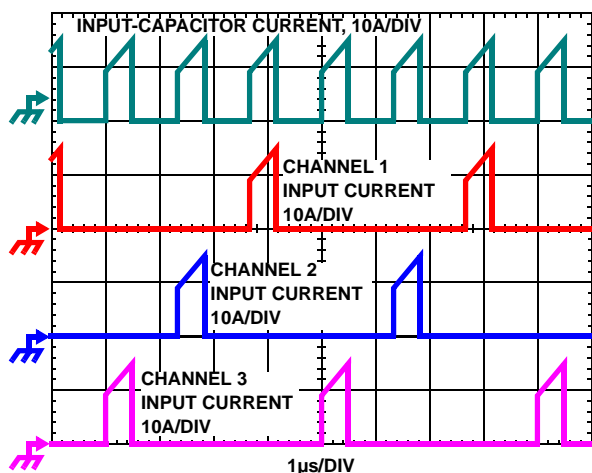 INPUT-CAPACITOR CURRENT, 10A/DIV
CHANNEL 1
INPUT CURRENT
10A/DIV
CHANNEL 2
INPUT CURRENT
10A/DIV
CHANNEL 3
INPUT CURRENT
10A/DIV
1µs/DIV